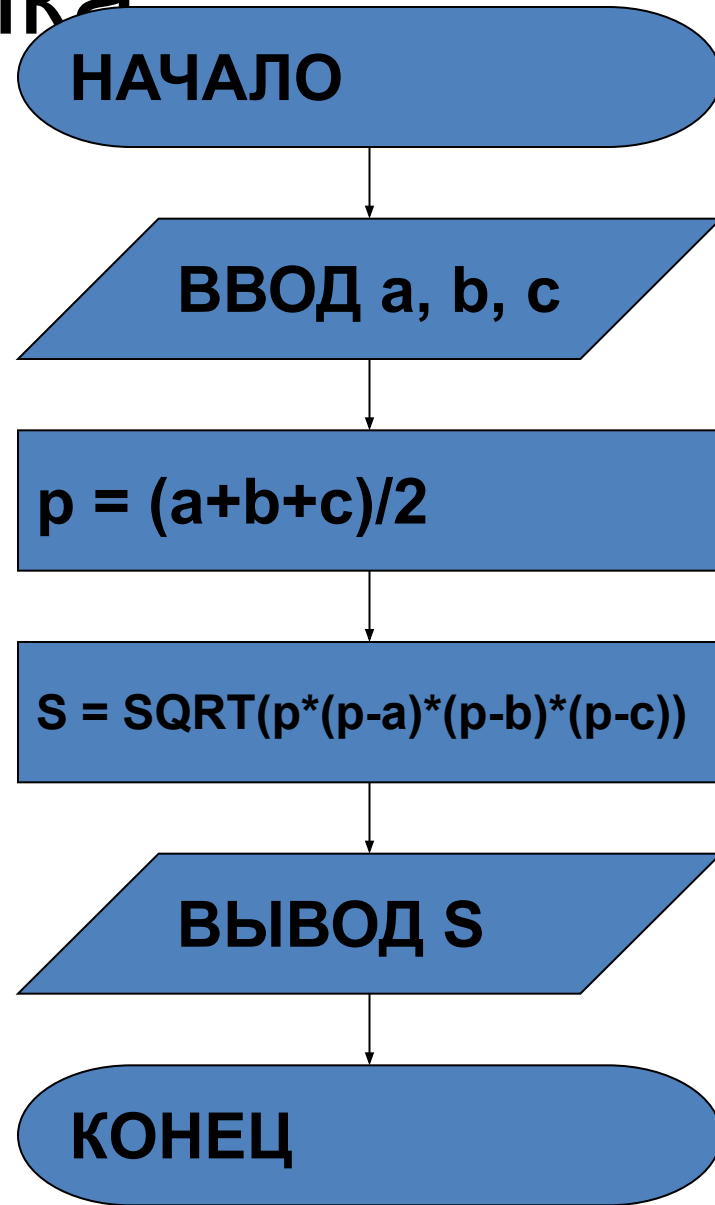 НАЧАЛО
ВВОД a, b, c
p = (a+b+c)/2
S = SQRT(p*(p-a)*(p-b)*(p-c))
ВЫВОД S
КОНЕЦ